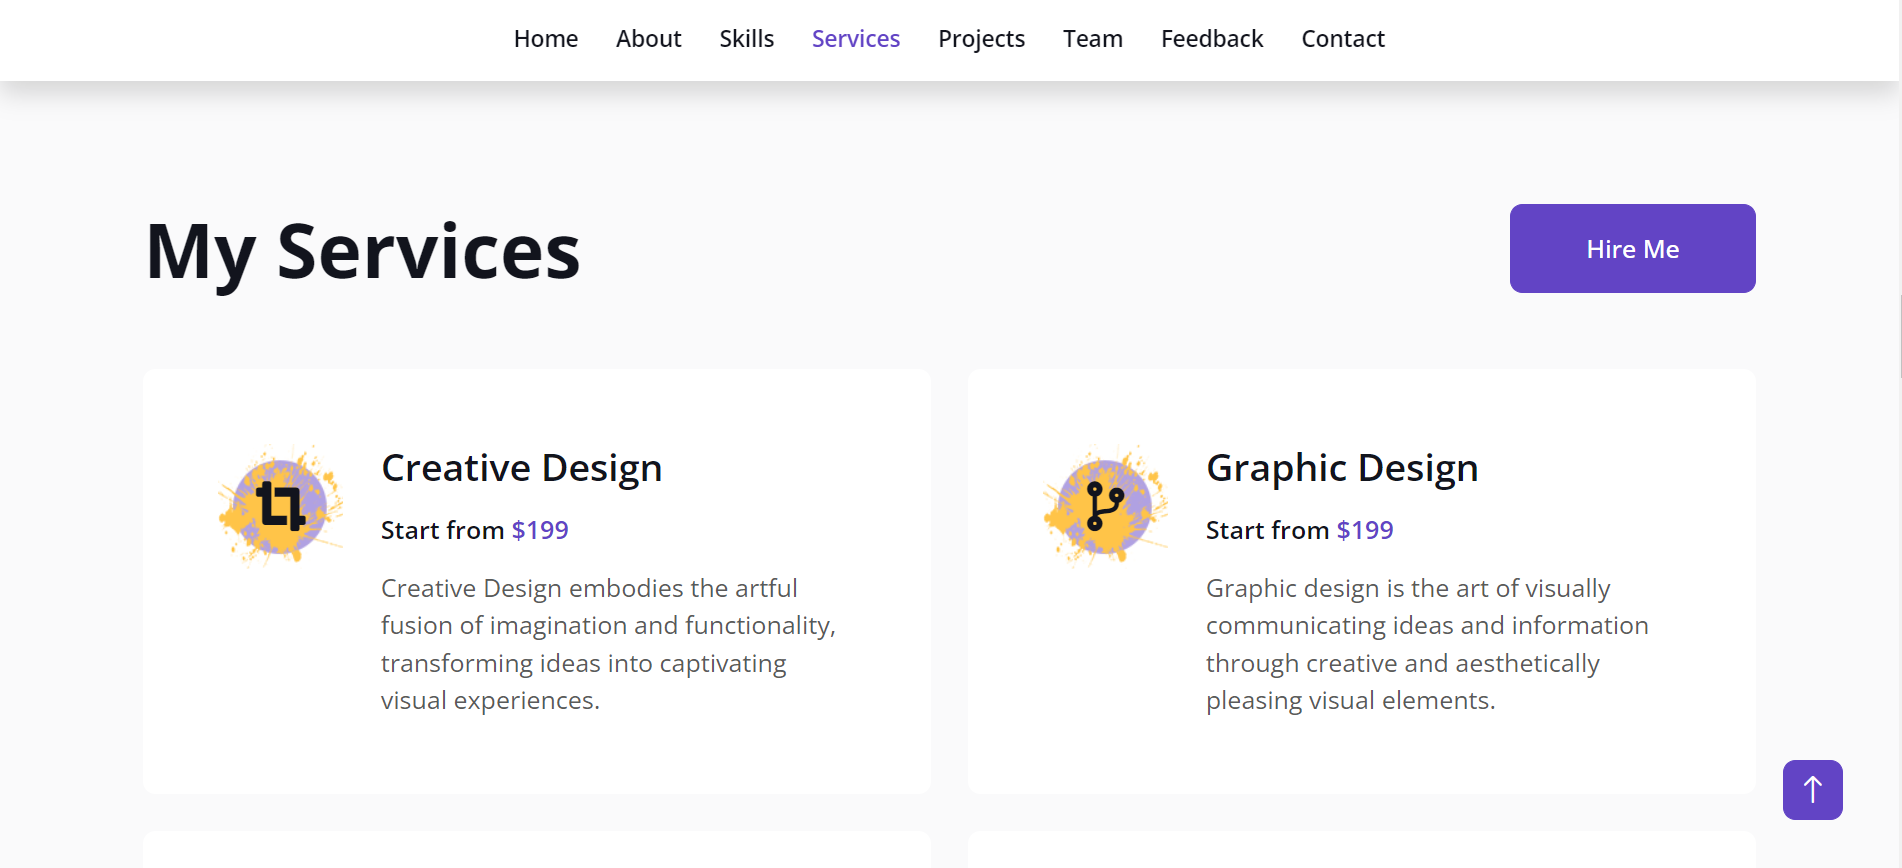 Home About Skills Services Projects Team Feedback Contact
My Services
Hire Me
Creative Design
Start from $199
Creative Design embodies the artful
fusion of imagination and functionality,
transforming ideas into captivating
visual experiences.
Graphic Design
Start from $199
Graphic design is the art of visually
communicating ideas and information
through creative and aesthetically
pleasing visual elements.